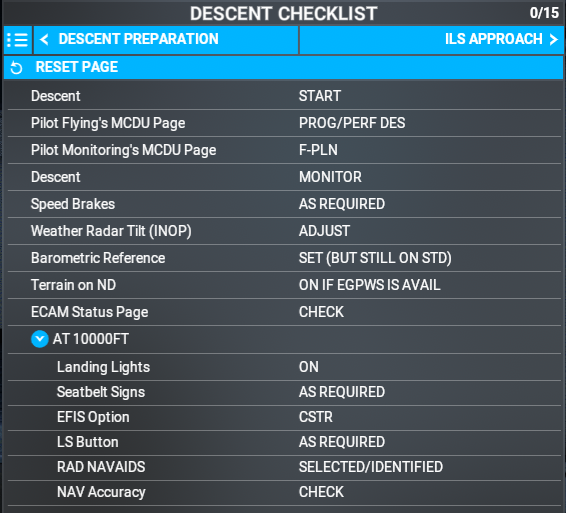 DESCENT CHECKLIST 0/15
DESCENT PREPARATION ILS APPROACH
RESET PAGE
Descent START
Pilot Flying's MCDU Page PROG/PERF DES
Pilot Monitoring's MCDU Page F-PLN
Descent MONITOR
Speed Brakes AS REQUIRED
Weather Radar Tilt (INOP) ADJUST
Barometric Reference SET (BUT STILL ON STD)
Terrain on ND ON IF EGPWS IS AVAIL
ECAM Status Page CHECK
AT 10000FT
Landing Lights ON
Seatbelt Signs AS REQUIRED
EFIS Option CSTR
LS Button AS REQUIRED
RAD NAVAIDS SELECTED/IDENTIFIED
NAV Accuracy CHECK